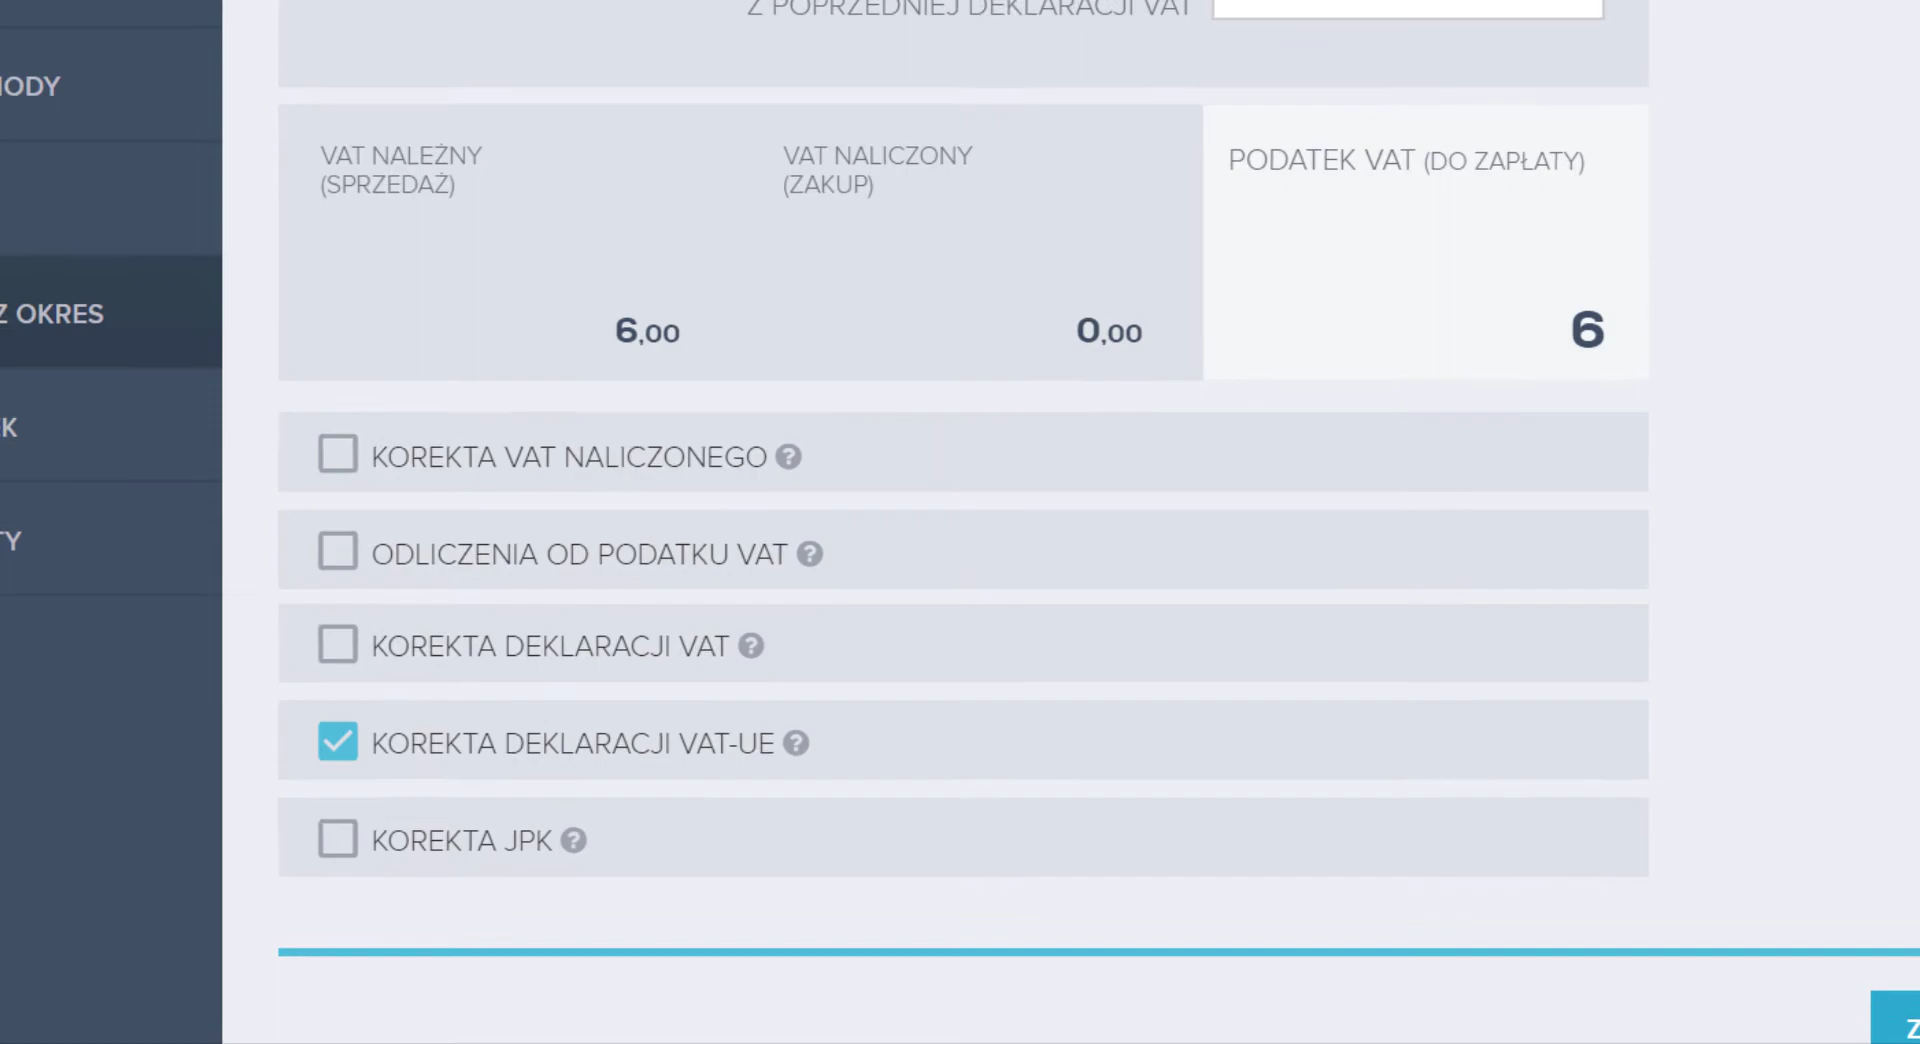 Z POPRZEDNIEJ DEKLARACJI VAT
VAT NALEŻNY
(SPRZEDAŻ)
6,00
VAT NALICZONY
(ZAKUP)
0,00
PODATEK VAT (DO ZAPŁATY)
6
Z OKRES
KOREKTA VAT NALICZONEGO ?
ODLICZENIA OD PODATKU VAT ?
KOREKTA DEKLARACJI VAT ?
KOREKTA DEKLARACJI VAT-UE ?
KOREKTA JPK ?